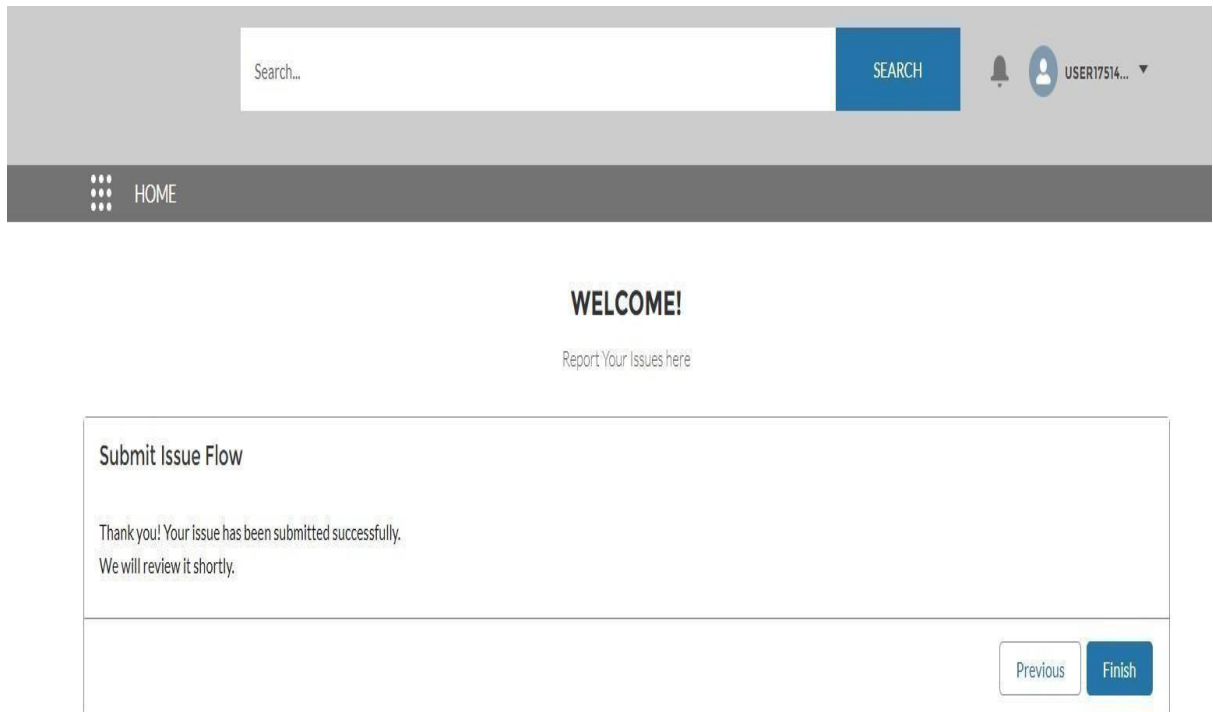 Search...
SEARCH
USER17514...
HOME
WELCOME!
Report Your Issues here
Submit Issue Flow
Thank you! Your issue has been submitted successfully.
We will review it shortly.
Previous
Finish